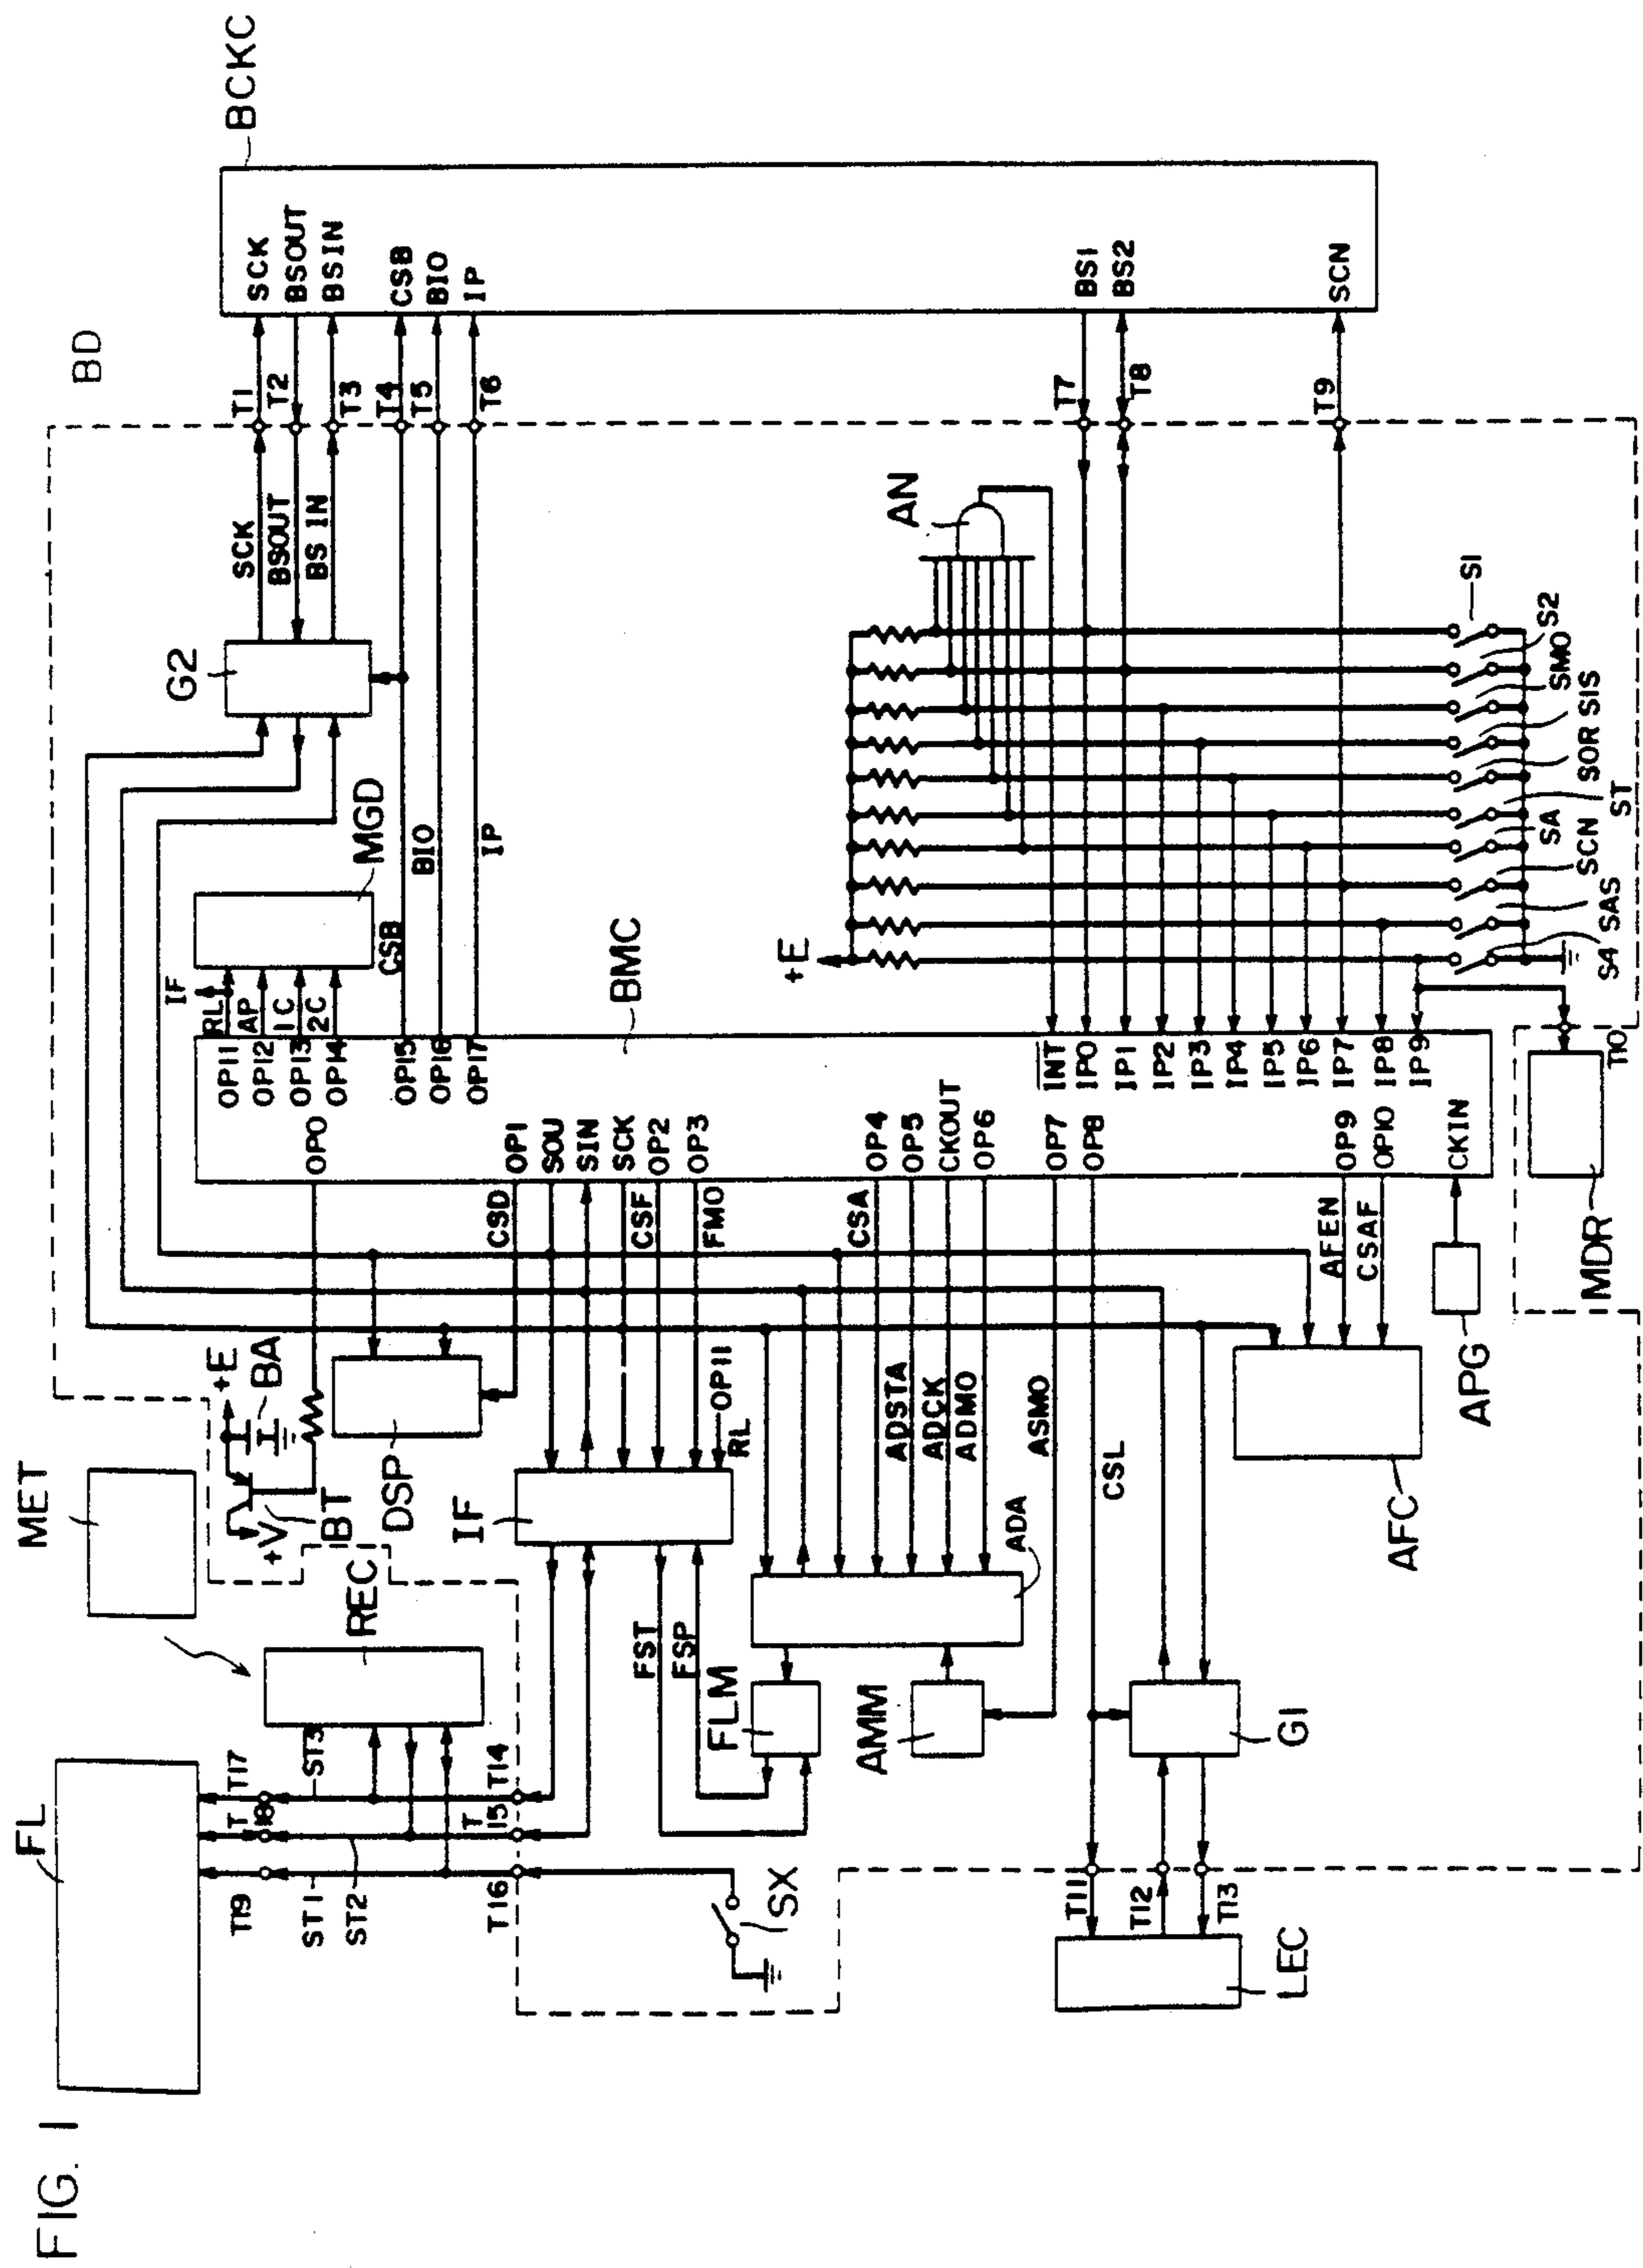 FIG. 1
FL
MET
REC
ST3
ST1
ST2
T17
T18
T19
T14
T15
T16
SX
+E
BA
+V
BT
DSP
IF
RL
OP11
FST
FSP
FLM
AMM
ADA
G1
LEC
T11
T12
T13
AFC
APG
MDR
T10
CSD
CSF
FMO
CSA
ADSTA
ADCK
ADMO
ASMO
CSL
AFEN
CSAF
OP0
OP1
SOU
SIN
SCK
OP2
OP3
OP4
OP5
CKOUT
OP6
OP7
OP8
OP9
OP10
CKIN
BMC
OP11
OP12
OP13
OP14
OP15
OP16
OP17
INT
IP0
IP1
IP2
IP3
IP4
IP5
IP6
IP7
IP8
IP9
IF
RL
AP
1C
2C
MGD
CSB
BIO
IP
G2
SCK
BSOUT
BS IN
+E
AN
S1
S2
SMO
SIS
SOR
ST
SA
SCN
SAS
S4
BD
T1
T2
T3
T4
T5
T6
T7
T8
T9
SCK
BSOUT
BSIN
CSB
BIO
IP
BS1
BS2
SCN
BCKC